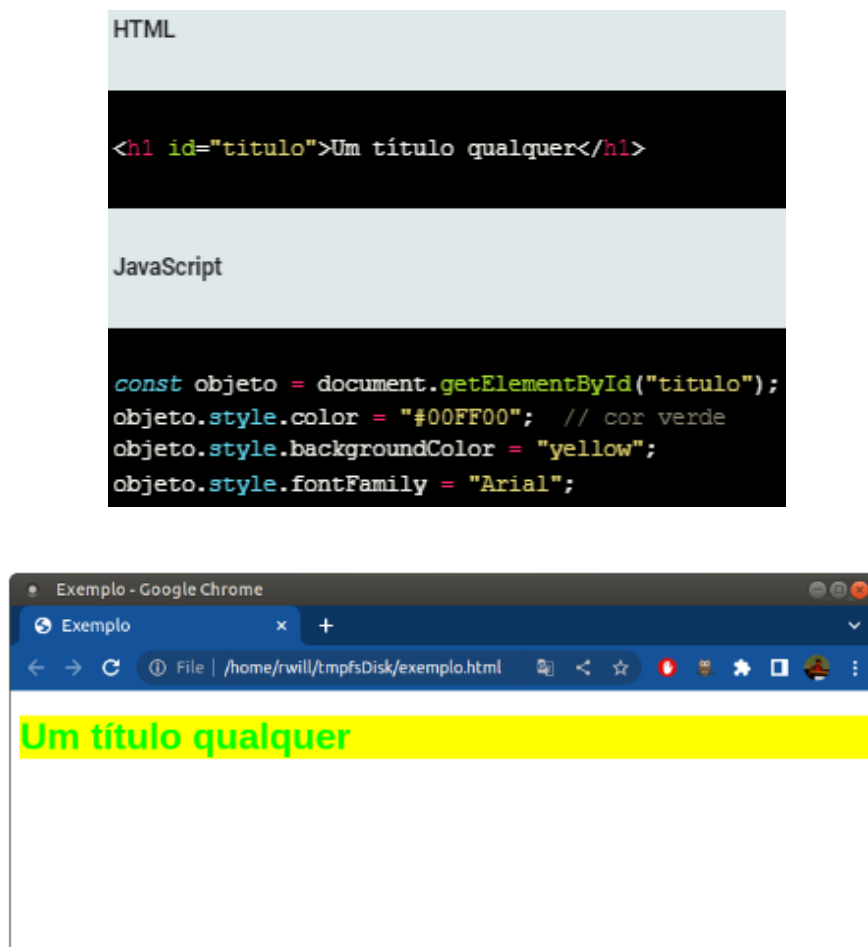 HTML
<h1 id="titulo">Um título qualquer</h1>
JavaScript
const objeto = document.getElementById("titulo");
objeto.style.color = "#00FF00";  // cor verde
objeto.style.backgroundColor = "yellow";
objeto.style.fontFamily = "Arial";
Exemplo - Google Chrome
Exemplo
File | /home/rwill/tmpfsDisk/exemplo.html
Um título qualquer